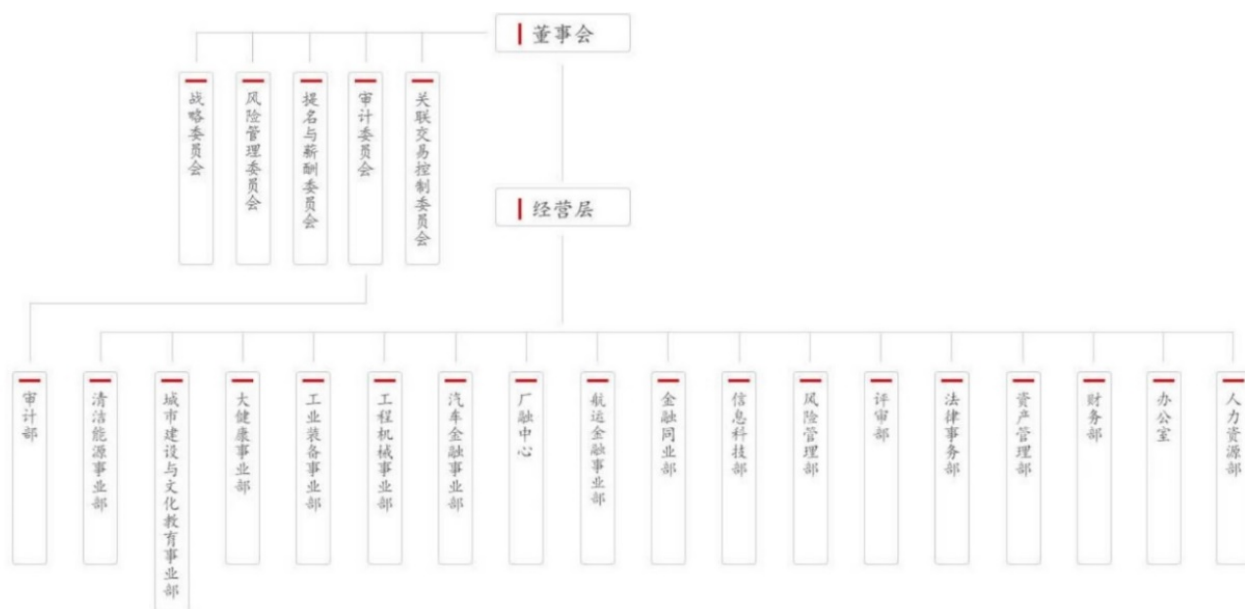 董事会
战略委员会
风险管理委员会
提名与薪酬委员会
审计委员会
关联交易控制委员会
经营层
审计部
清洁能源事业部
城市建设与文化教育事业部
大健康事业部
工业装备事业部
工程机械事业部
汽车金融事业部
厂融中心
航运金融事业部
金融同业部
信息科技部
风险管理部
评审部
法律事务部
资产管理部
财务部
办公室
人力资源部